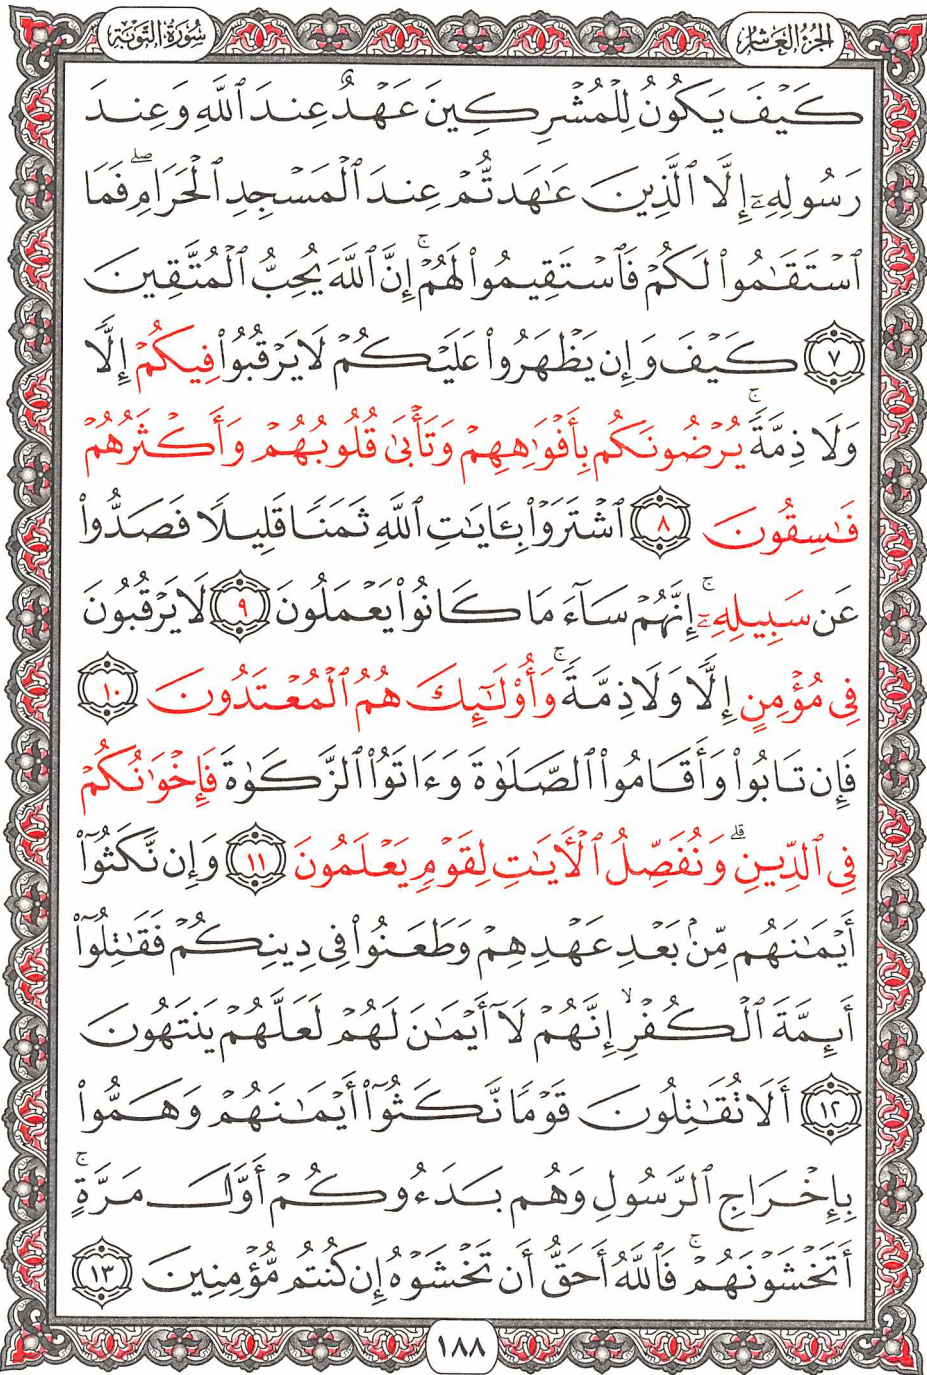 الجزء العاشر
سورة التوبة
كَيْفَ يَكُونُ لِلْمُشْرِكِينَ عَهْدٌ عِندَ ٱللَّهِ وَعِندَ
رَسُولِهِۦٓ إِلَّا ٱلَّذِينَ عَٰهَدتُّمْ عِندَ ٱلْمَسْجِدِ ٱلْحَرَامِ ۖ فَمَا
ٱسْتَقَٰمُوا۟ لَكُمْ فَٱسْتَقِيمُوا۟ لَهُمْ ۚ إِنَّ ٱللَّهَ يُحِبُّ ٱلْمُتَّقِينَ
٧ كَيْفَ وَإِن يَظْهَرُوا۟ عَلَيْكُمْ لَا يَرْقُبُوا۟ فِيكُمْ إِلًّا
وَلَا ذِمَّةً ۚ يُرْضُونَكُم بِأَفْوَٰهِهِمْ وَتَأْبَىٰ قُلُوبُهُمْ وَأَكْثَرُهُمْ
فَٰسِقُونَ ٨ ٱشْتَرَوْا۟ بِـَٔايَٰتِ ٱللَّهِ ثَمَنًا قَلِيلًا فَصَدُّوا۟
عَن سَبِيلِهِۦٓ ۚ إِنَّهُمْ سَآءَ مَا كَانُوا۟ يَعْمَلُونَ ٩ لَا يَرْقُبُونَ
فِى مُؤْمِنٍ إِلًّا وَلَا ذِمَّةً ۚ وَأُو۟لَٰٓئِكَ هُمُ ٱلْمُعْتَدُونَ ١٠
فَإِن تَابُوا۟ وَأَقَامُوا۟ ٱلصَّلَوٰةَ وَءَاتَوُا۟ ٱلزَّكَوٰةَ فَإِخْوَٰنُكُمْ
فِى ٱلدِّينِ ۗ وَنُفَصِّلُ ٱلْـَٔايَٰتِ لِقَوْمٍ يَعْلَمُونَ ١١ وَإِن نَّكَثُوٓا۟
أَيْمَٰنَهُم مِّنۢ بَعْدِ عَهْدِهِمْ وَطَعَنُوا۟ فِى دِينِكُمْ فَقَٰتِلُوٓا۟
أَئِمَّةَ ٱلْكُفْرِ ۙ إِنَّهُمْ لَآ أَيْمَٰنَ لَهُمْ لَعَلَّهُمْ يَنتَهُونَ
١٢ أَلَا تُقَٰتِلُونَ قَوْمًا نَّكَثُوٓا۟ أَيْمَٰنَهُمْ وَهَمُّوا۟
بِإِخْرَاجِ ٱلرَّسُولِ وَهُم بَدَءُوكُمْ أَوَّلَ مَرَّةٍ ۚ
أَتَخْشَوْنَهُمْ ۚ فَٱللَّهُ أَحَقُّ أَن تَخْشَوْهُ إِن كُنتُم مُّؤْمِنِينَ ١٣
١٨٨